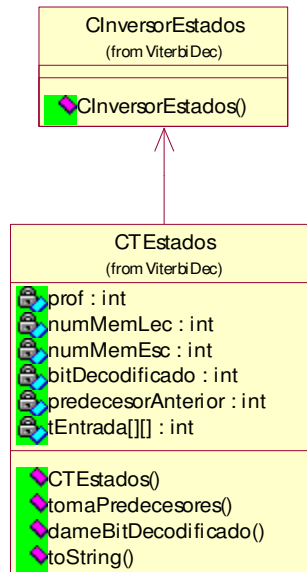 CInversorEstados
(from ViterbiDec)
CInversorEstados()
CTEstados
(from ViterbiDec)
prof : int
numMemLec : int
numMemEsc : int
bitDecodificado : int
predecesorAnterior : int
tEntrada[][] : int
CTEstados()
tomaPredecesores()
dameBitDecodificado()
toString()